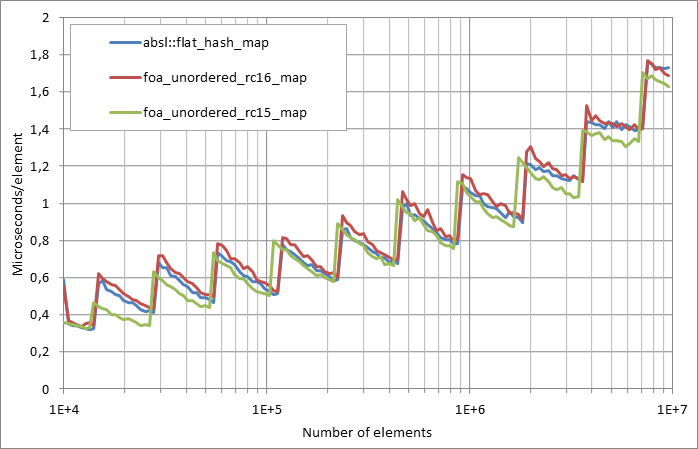 2
1,8
1,6
1,4
1,2
1
0,8
0,6
0,4
0,2
0
Microseconds/element
absl::flat_hash_map
foa_unordered_rc16_map
foa_unordered_rc15_map
1E+4
1E+5
1E+6
1E+7
Number of elements